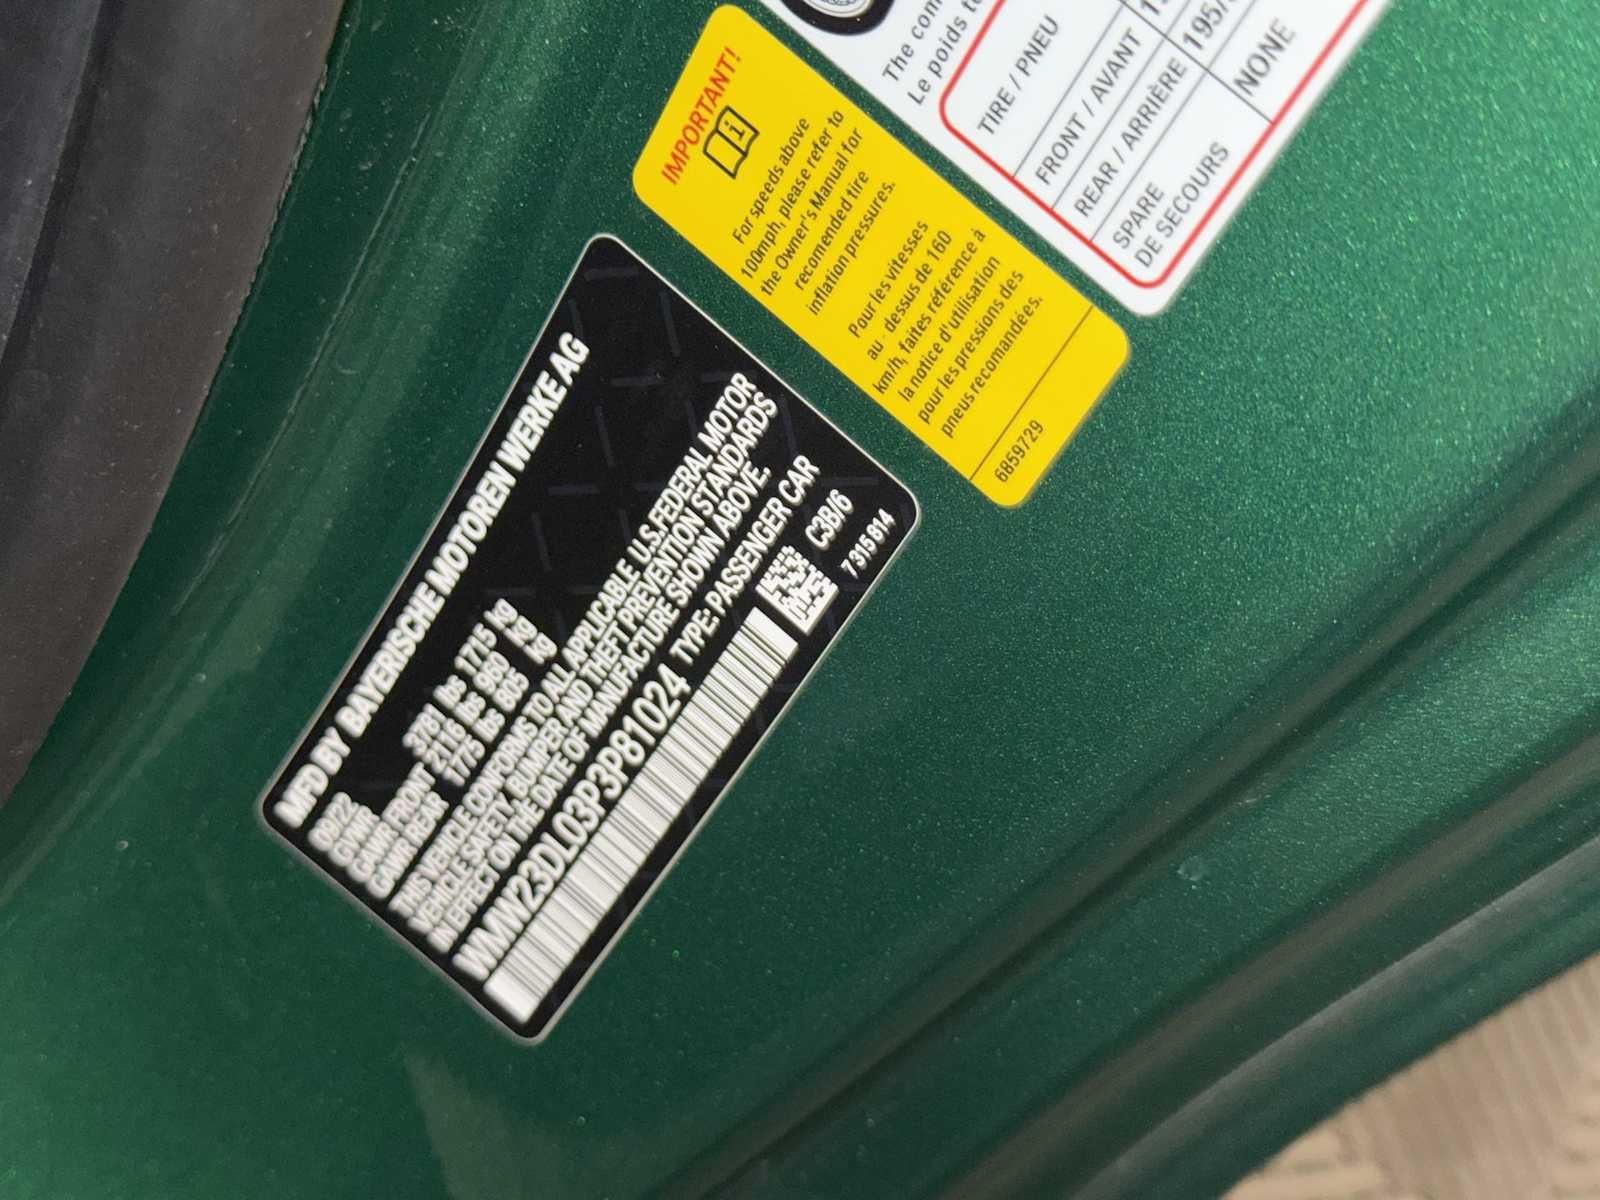 MFD BY BAYERISCHE MOTOREN WERKE AG
09/22
GVWR 3781 lbs 1715 kg
GAWR FRONT 2116 lbs 960 kg
GAWR REAR 1775 lbs 803 kg
THIS VEHICLE CONFORMS TO ALL APPLICABLE U.S.FEDERAL MOTOR
VEHICLE SAFETY, BUMPER AND THEFT PREVENTION STANDARDS
IN EFFECT ON THE DATE OF MANUFACTURE SHOWN ABOVE.
WMW23DL03P3P81024 TYPE: PASSENGER CAR
C3B/6
7 315 814
IMPORTANT!
For speeds above
100mph, please refer to
the Owner's Manual for
recomended tire
inflation pressures.
Pour les vitesses
au - dessus de 160
km/h, faites référence à
la notice d'utilisation
pour les pressions des
pneus recomandées.
6859729
The
Le poids
TIRE / PNEU
FRONT / AVANT
REAR / ARRIÈRE 195/
SPARE
DE SECOURS NONE